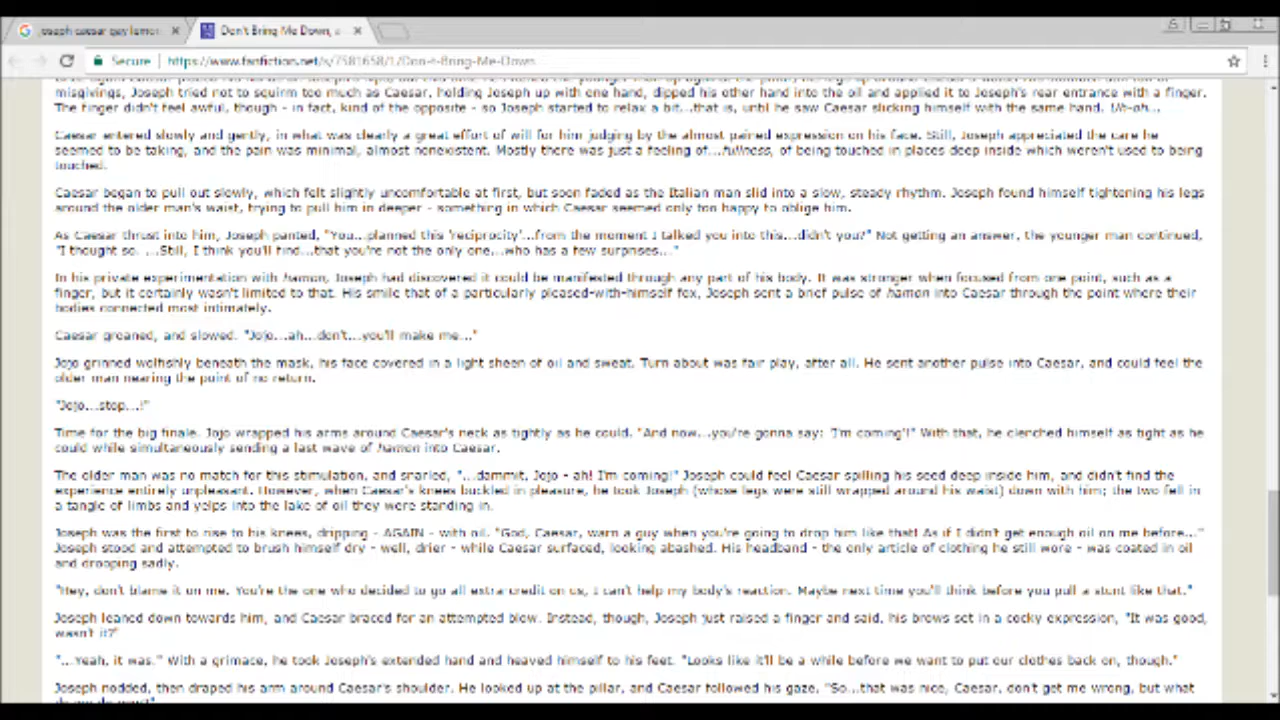 joseph caesar gay lemon
Don't Bring Me Down, a
Secure | https://www.fanfiction.net/s/7581658/1/Don-t-Bring-Me-Down
misgivings, Joseph tried not to squirm too much as Caesar, holding Joseph up with one hand, dipped his other hand into the oil and applied it to Joseph's rear entrance with a finger.
The finger didn't feel awful, though - in fact, kind of the opposite - so Joseph started to relax a bit...that is, until he saw Caesar slicking himself with the same hand. Uh-oh...
Caesar entered slowly and gently, in what was clearly a great effort of will for him judging by the almost pained expression on his face. Still, Joseph appreciated the care he
seemed to be taking, and the pain was minimal, almost nonexistent. Mostly there was just a feeling of...fullness, of being touched in places deep inside which weren't used to being
touched.
Caesar began to pull out slowly, which felt slightly uncomfortable at first, but soon faded as the Italian man slid into a slow, steady rhythm. Joseph found himself tightening his legs
around the older man's waist, trying to pull him in deeper - something in which Caesar seemed only too happy to oblige him.
As Caesar thrust into him, Joseph panted, "You...planned this 'reciprocity'...from the moment I talked you into this...didn't you?" Not getting an answer, the younger man continued,
"I thought so. ...Still, I think you'll find...that you're not the only one...who has a few surprises..."
In his private experimentation with hamon, Joseph had discovered it could be manifested through any part of his body. It was stronger when focused from one point, such as a
finger, but it certainly wasn't limited to that. His smile that of a particularly pleased-with-himself fox, Joseph sent a brief pulse of hamon into Caesar through the point where their
bodies connected most intimately.
Caesar groaned, and slowed. "Jojo...ah...don't...you'll make me..."
Jojo grinned wolfishly beneath the mask, his face covered in a light sheen of oil and sweat. Turn about was fair play, after all. He sent another pulse into Caesar, and could feel the
older man nearing the point of no return.
"Jojo...stop...!"
Time for the big finale. Jojo wrapped his arms around Caesar's neck as tightly as he could. "And now...you're gonna say: 'I'm coming'!" With that, he clenched himself as tight as he
could while simultaneously sending a last wave of hamon into Caesar.
The older man was no match for this stimulation, and snarled, "...dammit, Jojo - ah! I'm coming!" Joseph could feel Caesar spilling his seed deep inside him, and didn't find the
experience entirely unpleasant. However, when Caesar's knees buckled in pleasure, he took Joseph (whose legs were still wrapped around his waist) down with him; the two fell in
a tangle of limbs and yelps into the lake of oil they were standing in.
Joseph was the first to rise to his knees, dripping - AGAIN - with oil. "God, Caesar, warn a guy when you're going to drop him like that! As if I didn't get enough oil on me before..."
Joseph stood and attempted to brush himself dry - well, drier - while Caesar surfaced, looking abashed. His headband - the only article of clothing he still wore - was coated in oil
and drooping sadly.
"Hey, don't blame it on me. You're the one who decided to go all extra credit on us, I can't help my body's reaction. Maybe next time you'll think before you pull a stunt like that."
Joseph leaned down towards him, and Caesar braced for an attempted blow. Instead, though, Joseph just raised a finger and said, his brows set in a cocky expression, "It was good,
wasn't it?"
"...Yeah, it was." With a grimace, he took Joseph's extended hand and heaved himself to his feet. "Looks like it'll be a while before we want to put our clothes back on, though."
Joseph nodded, then draped his arm around Caesar's shoulder. He looked up at the pillar, and Caesar followed his gaze. "So...that was nice, Caesar, don't get me wrong, but what